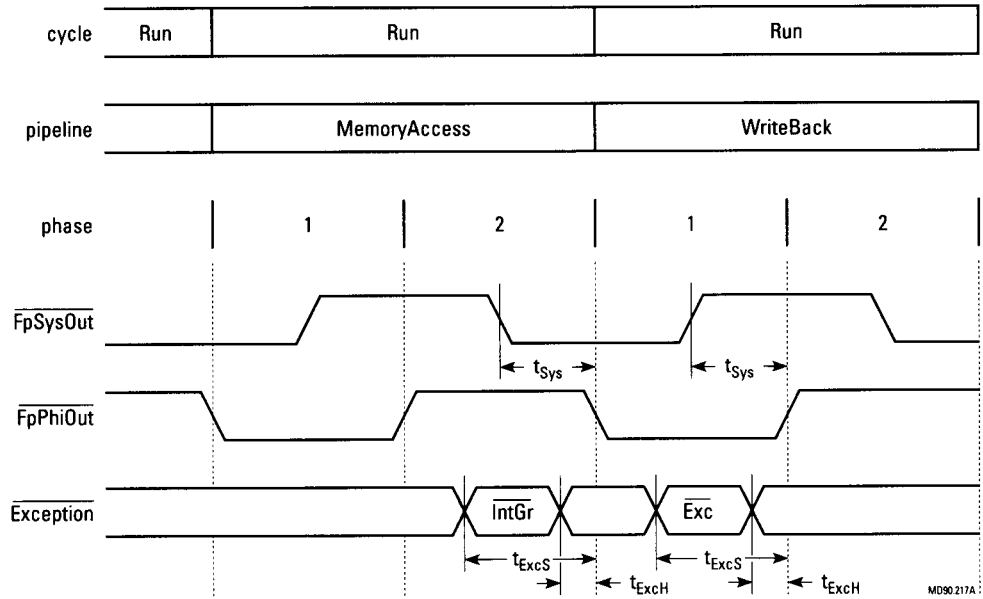 cycle Run Run Run
pipeline MemoryAccess WriteBack
phase 1 2 1 2
FpSysOut
tSys tSys
FpPhiOut
Exception IntGr Exc
tExcS tExcS
tExcH tExcH
MD90.217A